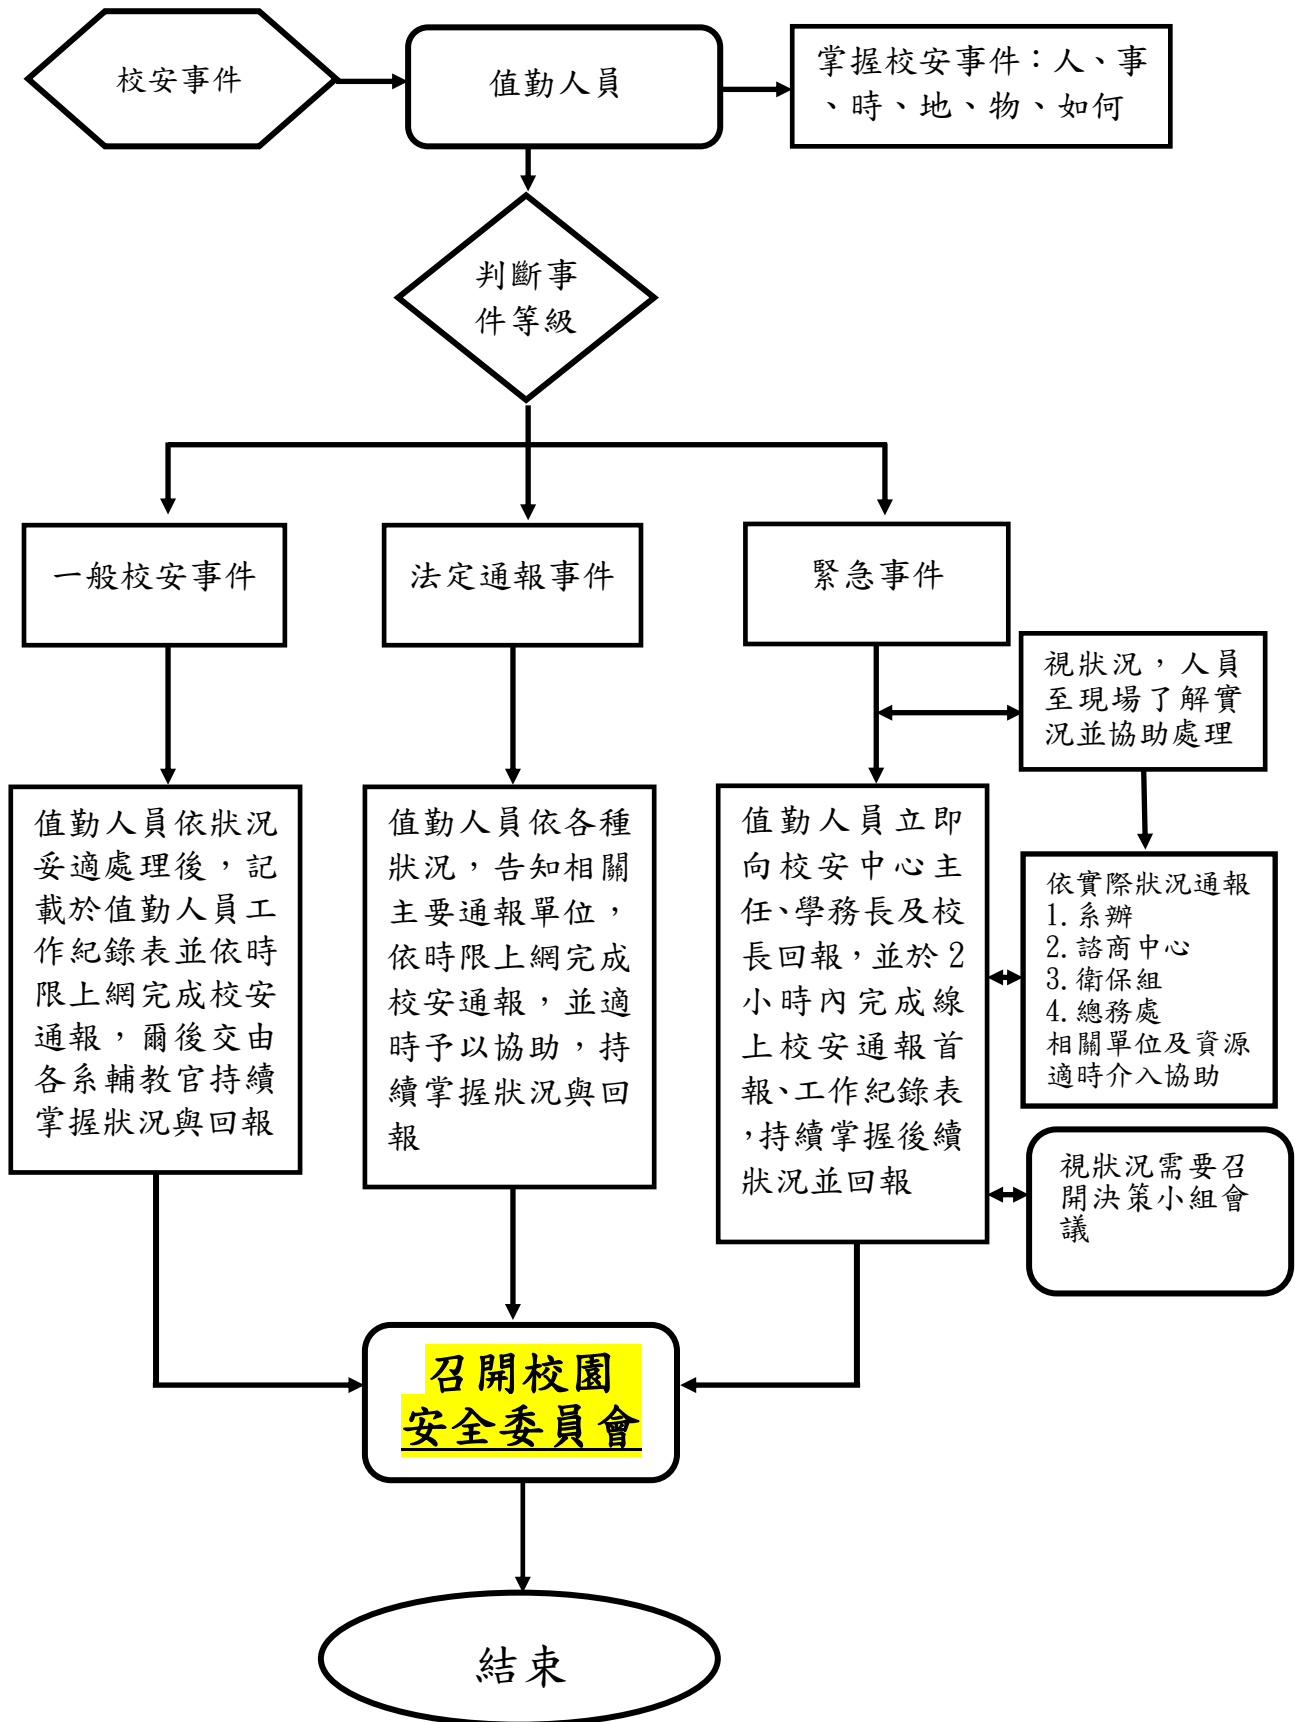 校安事件
值勤人員
掌握校安事件：人、事
、時、地、物、如何
判斷事
件等級
一般校安事件
法定通報事件
緊急事件
視狀況，人員
至現場了解實
況並協助處理
值勤人員依狀況
妥適處理後，記
載於值勤人員工
作紀錄表並依時
限上網完成校安
通報，爾後交由
各系輔教官持續
掌握狀況與回報
值勤人員依各種
狀況，告知相關
主要通報單位，
依時限上網完成
校安通報，並適
時予以協助，持
續掌握狀況與回
報
值勤人員立即
向校安中心主
任、學務長及校
長回報，並於2
小時內完成線
上校安通報首
報、工作紀錄表
，持續掌握後續
狀況並回報
依實際狀況通報
1.系辦
2.諮商中心
3.衛保組
4.總務處
相關單位及資源
適時介入協助
視狀況需要召
開決策小組會
議
召開校園
安全委員會
結束